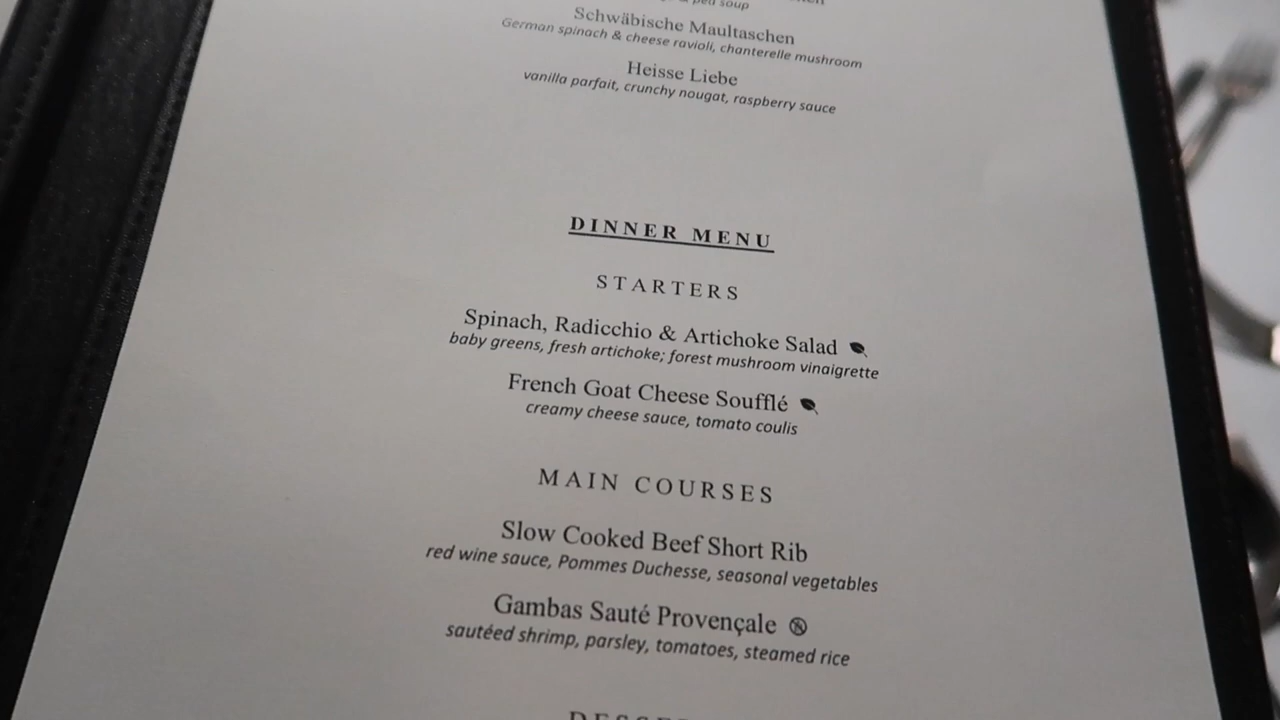 pea soup
Schwäbische Maultaschen
German spinach & cheese ravioli, chanterelle mushroom
Heisse Liebe
vanilla parfait, crunchy nougat, raspberry sauce
DINNER MENU
STARTERS
Spinach, Radicchio & Artichoke Salad
baby greens, fresh artichoke; forest mushroom vinaigrette
French Goat Cheese Soufflé
creamy cheese sauce, tomato coulis
MAIN COURSES
Slow Cooked Beef Short Rib
red wine sauce, Pommes Duchesse, seasonal vegetables
Gambas Sauté Provençale
sautéed shrimp, parsley, tomatoes, steamed rice